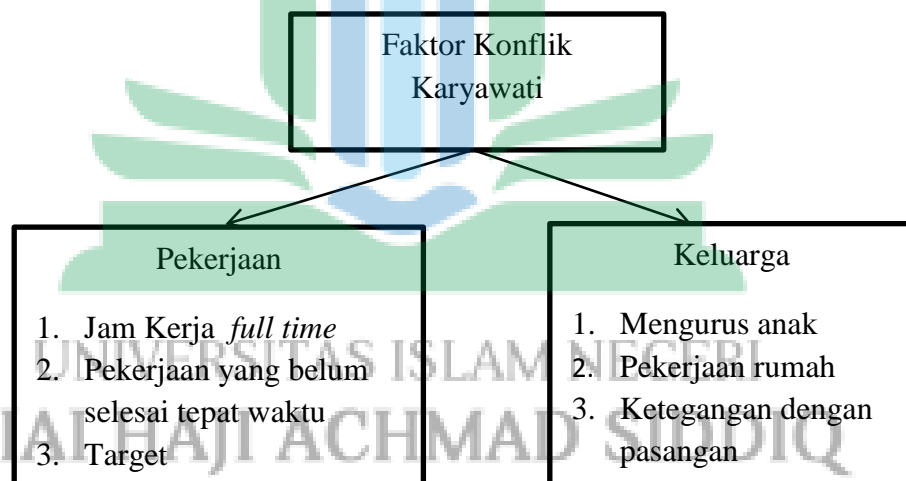 Faktor Konflik
Karyawati
Pekerjaan
1. Jam Kerja full time
2. Pekerjaan yang belum
selesai tepat waktu
3. Target
Keluarga
1. Mengurus anak
2. Pekerjaan rumah
3. Ketegangan dengan
pasangan
UNIVERSITAS ISLAM NEGERI
IAI HAJI ACHMAD SIDDIQ